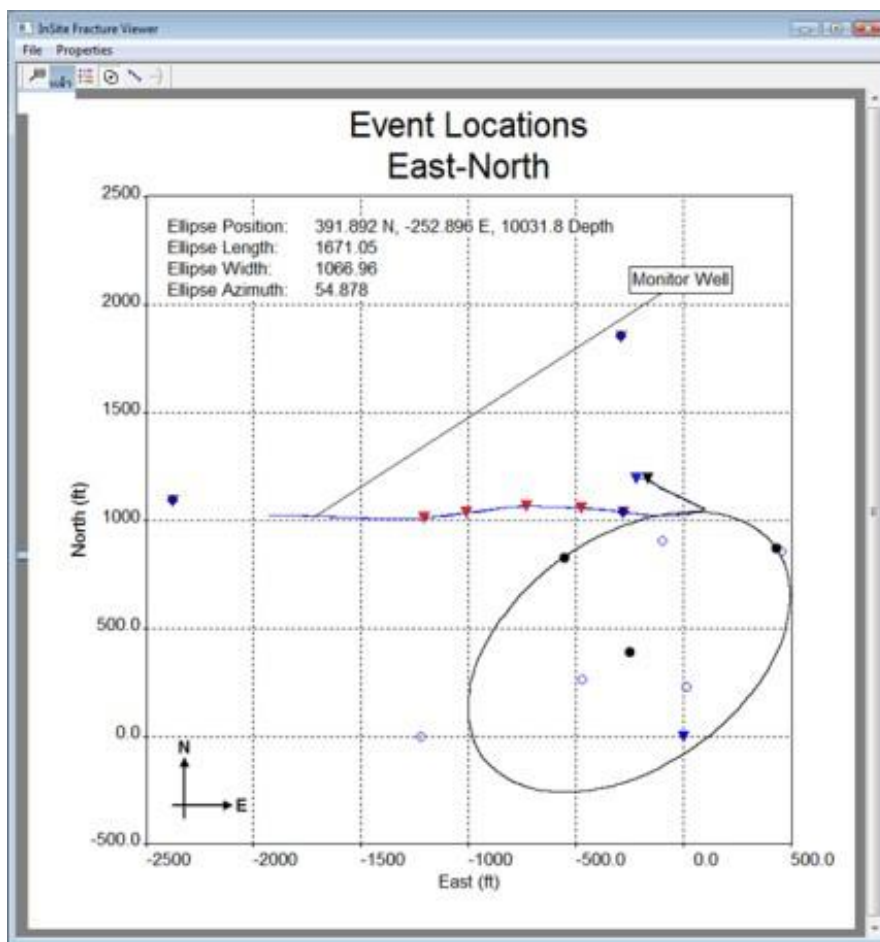 InSite Fracture Viewer
File Properties
Event Locations
East-North
Ellipse Position: 391.892 N, -252.896 E, 10031.8 Depth
Ellipse Length: 1671.05
Ellipse Width: 1066.96
Ellipse Azimuth: 54.878
Monitor Well
2500
2000
1500
1000
500.0
0.0
-500.0
North (ft)
N
E
-2500 -2000 -1500 -1000 -500.0 0.0 500.0
East (ft)